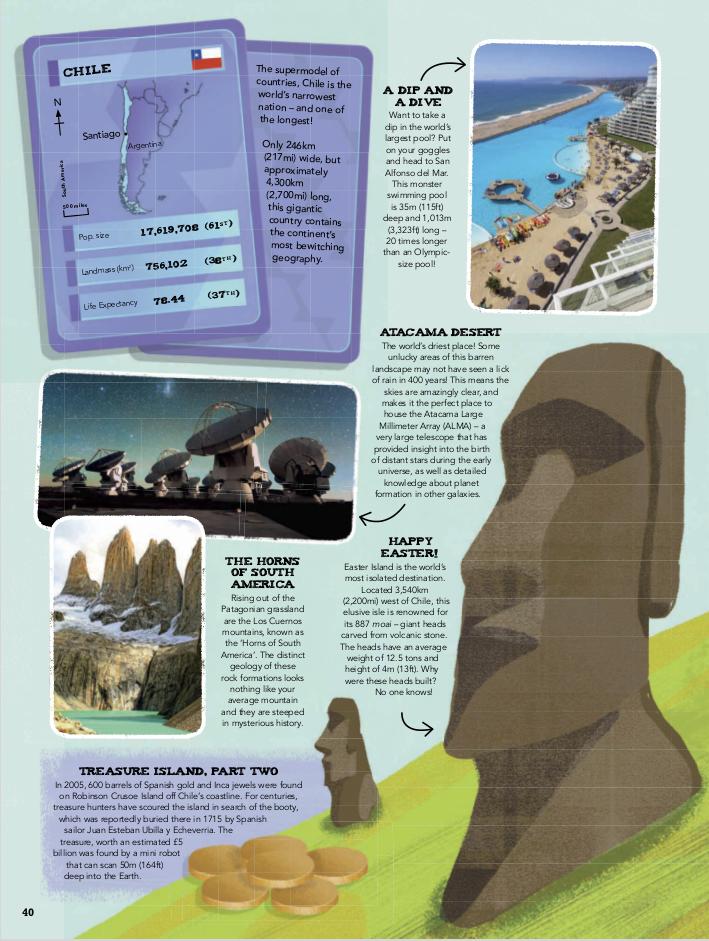 CHILE
N
Santiago
Argentina
South America
500 miles
Pop. size 17,619,708 (61ST)
Landmass (km²) 756,102 (38TH)
Life Expectancy 78.44 (37TH)
The supermodel of
countries, Chile is the
world's narrowest
nation – and one of
the longest!
Only 246km
(217mi) wide, but
approximately
4,300km
(2,700mi) long,
this gigantic
country contains
the continent's
most bewitching
geography.
A DIP AND
A DIVE
Want to take a
dip in the world's
largest pool? Put
on your goggles
and head to San
Alfonso del Mar.
This monster
swimming pool
is 35m (115ft)
deep and 1,013m
(3,323ft) long –
20 times longer
than an Olympic-
size pool!
ATACAMA DESERT
The world's driest place! Some
unlucky areas of this barren
landscape may not have seen a lick
of rain in 400 years! This means the
skies are amazingly clear, and
makes it the perfect place to
house the Atacama Large
Millimeter Array (ALMA) – a
very large telescope that has
provided insight into the birth
of distant stars during the early
universe, as well as detailed
knowledge about planet
formation in other galaxies.
THE HORNS
OF SOUTH
AMERICA
Rising out of the
Patagonian grassland
are the Los Cuernos
mountains, known as
the 'Horns of South
America'. The distinct
geology of these
rock formations looks
nothing like your
average mountain
and they are steeped
in mysterious history.
HAPPY
EASTER!
Easter Island is the world's
most isolated destination.
Located 3,540km
(2,200mi) west of Chile, this
elusive isle is renowned for
its 887 moai – giant heads
carved from volcanic stone.
The heads have an average
weight of 12.5 tons and
height of 4m (13ft). Why
were these heads built?
No one knows!
TREASURE ISLAND, PART TWO
In 2005, 600 barrels of Spanish gold and Inca jewels were found
on Robinson Crusoe Island off Chile's coastline. For centuries,
treasure hunters have scoured the island in search of the booty,
which was reportedly buried there in 1715 by Spanish
sailor Juan Esteban Ubilla y Echeverria. The
treasure, worth an estimated £5
billion was found by a mini robot
that can scan 50m (164ft)
deep into the Earth.
40